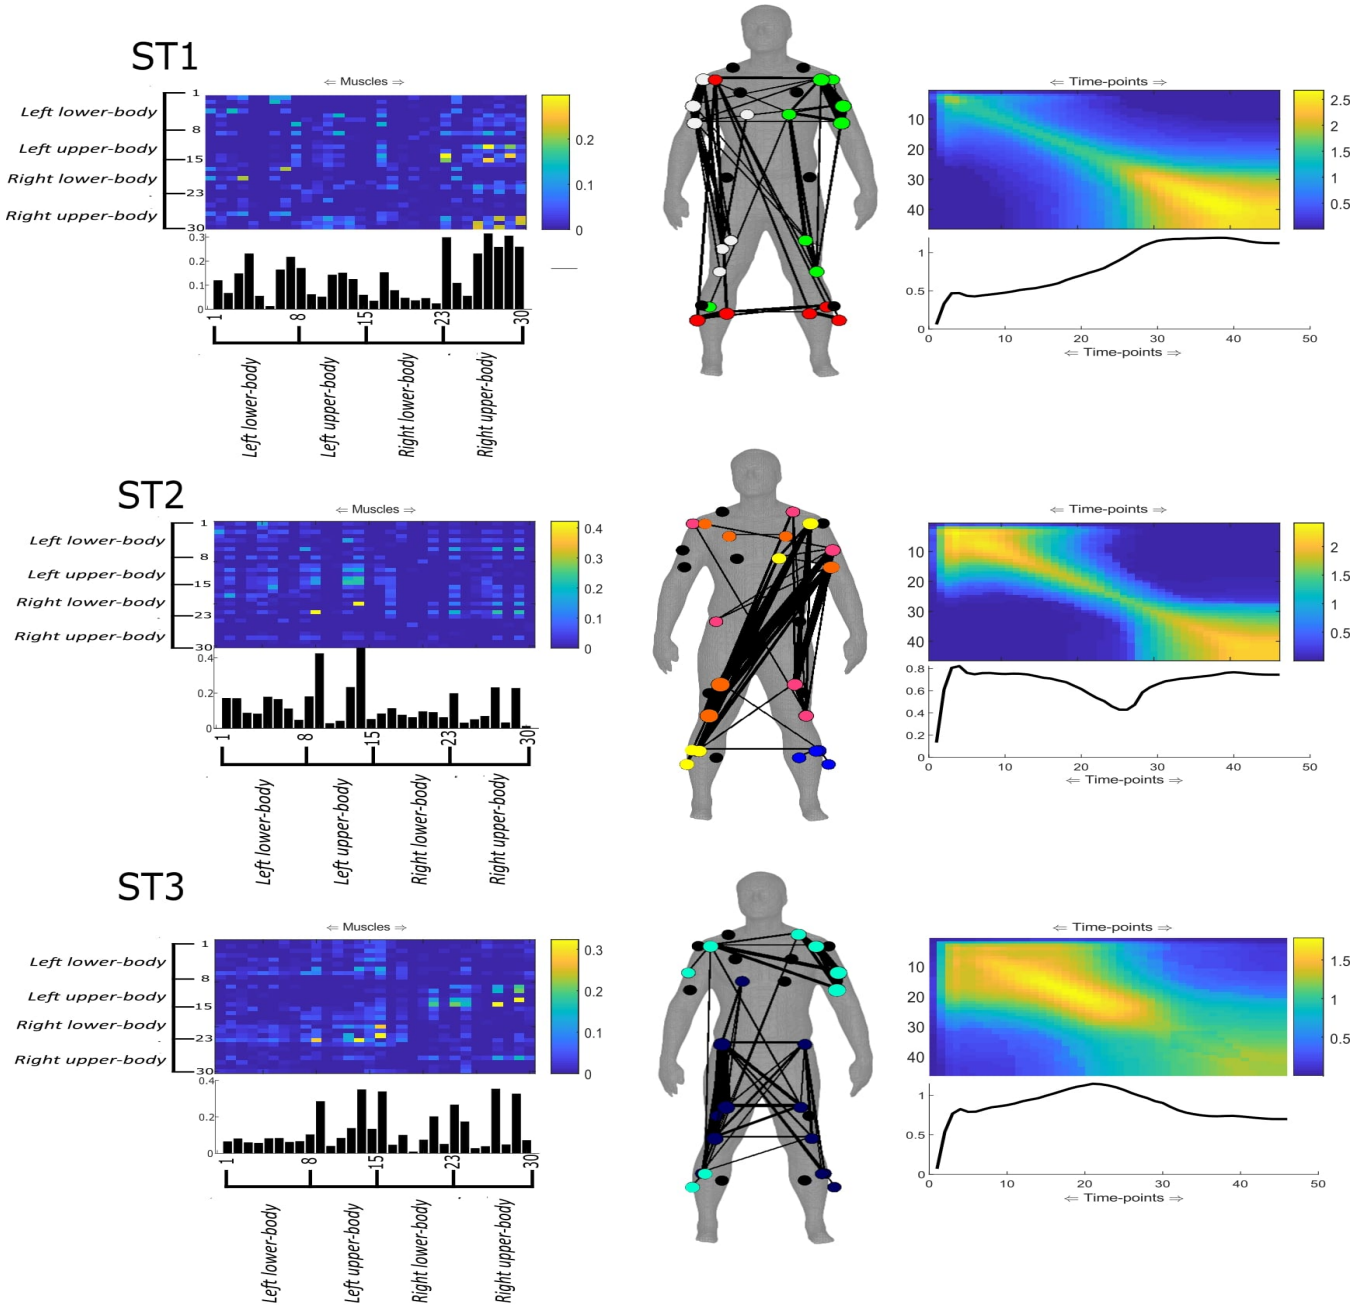 ST1
⇐ Muscles ⇒
1
Left lower-body
8
Left upper-body
15
Right lower-body
23
Right upper-body
30
0.2
0.1
0
0.3
0.2
0.1
0
1 8 15 23 30
Left lower-body
Left upper-body
Right lower-body
Right upper-body
⇐ Time-points ⇒
10
20
30
40
2.5
2
1.5
1
0.5
1
0.5
0
0 10 20 30 40 50
⇐ Time-points ⇒
ST2
⇐ Muscles ⇒
1
Left lower-body
8
Left upper-body
15
Right lower-body
23
Right upper-body
30
0.4
0.3
0.2
0.1
0
0.4
0.2
0
1 8 15 23 30
Left lower-body
Left upper-body
Right lower-body
Right upper-body
⇐ Time-points ⇒
10
20
30
40
2
1.5
1
0.5
0.8
0.6
0.4
0.2
0
0 10 20 30 40 50
⇐ Time-points ⇒
ST3
⇐ Muscles ⇒
1
Left lower-body
8
Left upper-body
15
Right lower-body
23
Right upper-body
30
0.3
0.2
0.1
0
0.4
0.2
0
1 8 15 23 30
Left lower-body
Left upper-body
Right lower-body
Right upper-body
⇐ Time-points ⇒
10
20
30
40
1.5
1
0.5
1
0.5
0
0 10 20 30 40 50
⇐ Time-points ⇒